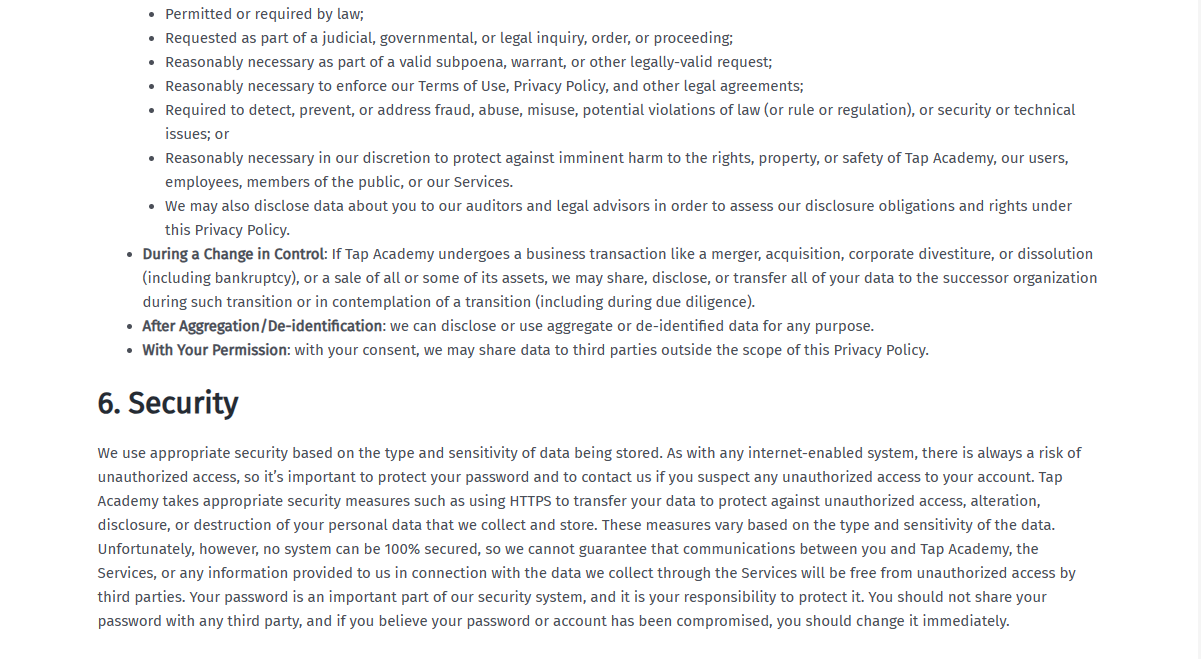 • Permitted or required by law;
• Requested as part of a judicial, governmental, or legal inquiry, order, or proceeding;
• Reasonably necessary as part of a valid subpoena, warrant, or other legally-valid request;
• Reasonably necessary to enforce our Terms of Use, Privacy Policy, and other legal agreements;
• Required to detect, prevent, or address fraud, abuse, misuse, potential violations of law (or rule or regulation), or security or technical
issues; or
• Reasonably necessary in our discretion to protect against imminent harm to the rights, property, or safety of Tap Academy, our users,
employees, members of the public, or our Services.
• We may also disclose data about you to our auditors and legal advisors in order to assess our disclosure obligations and rights under
this Privacy Policy.
• During a Change in Control: If Tap Academy undergoes a business transaction like a merger, acquisition, corporate divestiture, or dissolution
(including bankruptcy), or a sale of all or some of its assets, we may share, disclose, or transfer all of your data to the successor organization
during such transition or in contemplation of a transition (including during due diligence).
• After Aggregation/De-identification: we can disclose or use aggregate or de-identified data for any purpose.
• With Your Permission: with your consent, we may share data to third parties outside the scope of this Privacy Policy.
6. Security
We use appropriate security based on the type and sensitivity of data being stored. As with any internet-enabled system, there is always a risk of
unauthorized access, so it’s important to protect your password and to contact us if you suspect any unauthorized access to your account. Tap
Academy takes appropriate security measures such as using HTTPS to transfer your data to protect against unauthorized access, alteration,
disclosure, or destruction of your personal data that we collect and store. These measures vary based on the type and sensitivity of the data.
Unfortunately, however, no system can be 100% secured, so we cannot guarantee that communications between you and Tap Academy, the
Services, or any information provided to us in connection with the data we collect through the Services will be free from unauthorized access by
third parties. Your password is an important part of our security system, and it is your responsibility to protect it. You should not share your
password with any third party, and if you believe your password or account has been compromised, you should change it immediately.